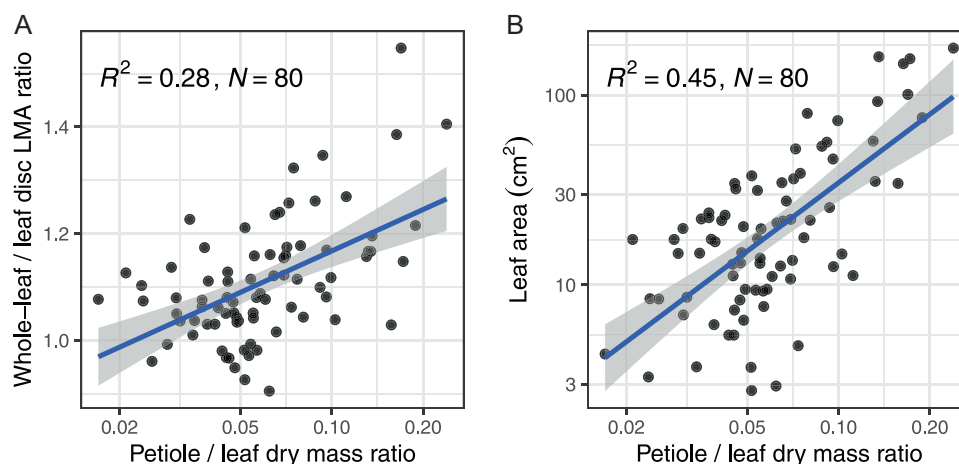 A
R² = 0.28, N = 80
Whole−leaf / leaf disc LMA ratio
1.4
1.2
1.0
0.02 0.05 0.10 0.20
Petiole / leaf dry mass ratio
B
R² = 0.45, N = 80
Leaf area (cm²)
100
30
10
3
0.02 0.05 0.10 0.20
Petiole / leaf dry mass ratio